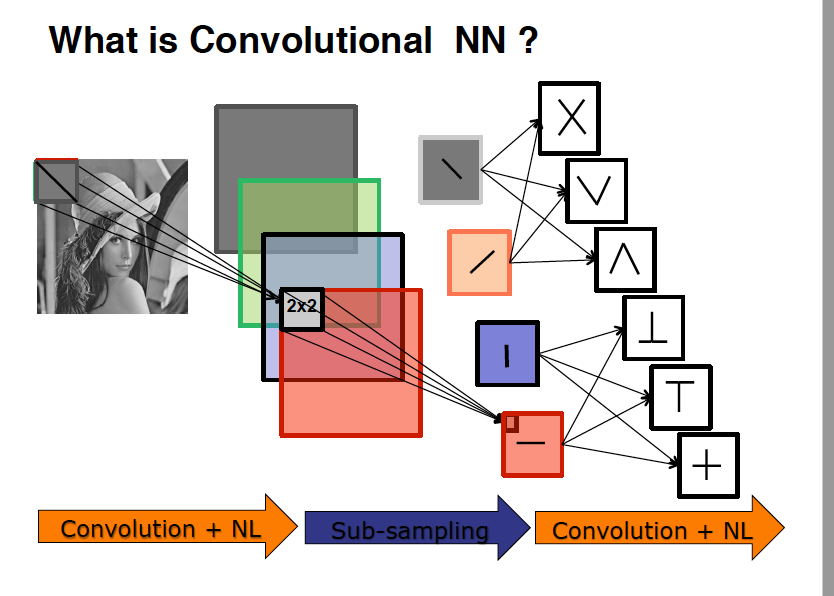 What is Convolutional NN ?
2x2
Convolution + NL
Sub-sampling
Convolution + NL